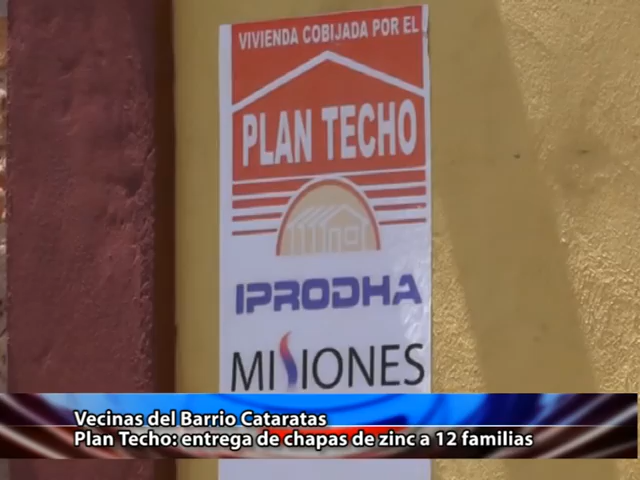 VIVIENDA COBIJADA POR EL
PLAN TECHO
IPRODHA
MISIONES
Vecinas del Barrio Cataratas
Plan Techo: entrega de chapas de zinc a 12 familias